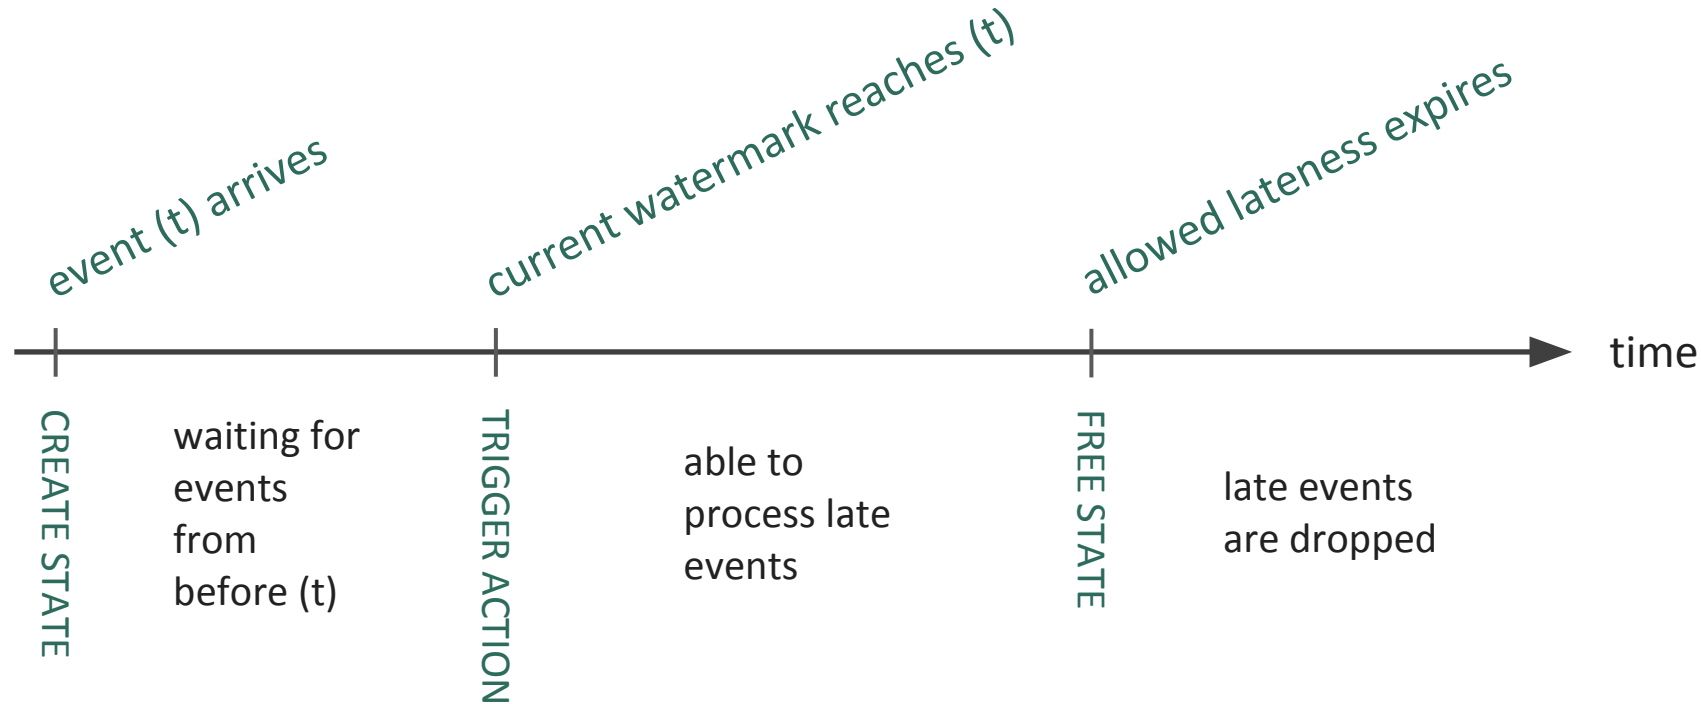 event (t) arrives
current watermark reaches (t)
allowed lateness expires
time
CREATE STATE
waiting for
events
from
before (t)
TRIGGER ACTION
able to
process late
events
FREE STATE
late events
are dropped